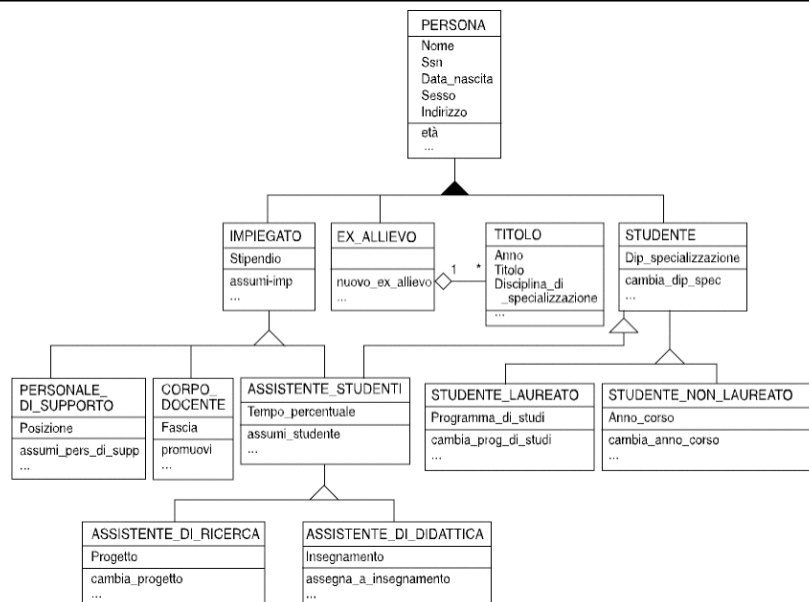 PERSONA
Nome
Ssn
Data_nascita
Sesso
Indirizzo
età
...
IMPIEGATO
Stipendio
assumi-imp
...
EX_ALLIEVO
nuovo_ex_allievo
...
1
*
TITOLO
Anno
Titolo
Disciplina_di
_specializzazione
...
STUDENTE
Dip_specializzazione
cambia_dip_spec
...
PERSONALE_
DI_SUPPORTO
Posizione
assumi_pers_di_supp
...
CORPO_
DOCENTE
Fascia
promuovi
...
ASSISTENTE_STUDENTI
Tempo_percentuale
assumi_studente
...
STUDENTE_LAUREATO
Programma_di_studi
cambia_prog_di_studi
...
STUDENTE_NON_LAUREATO
Anno_corso
cambia_anno_corso
...
ASSISTENTE_DI_RICERCA
Progetto
cambia_progetto
...
ASSISTENTE_DI_DIDATTICA
Insegnamento
assegna_a_insegnamento
...